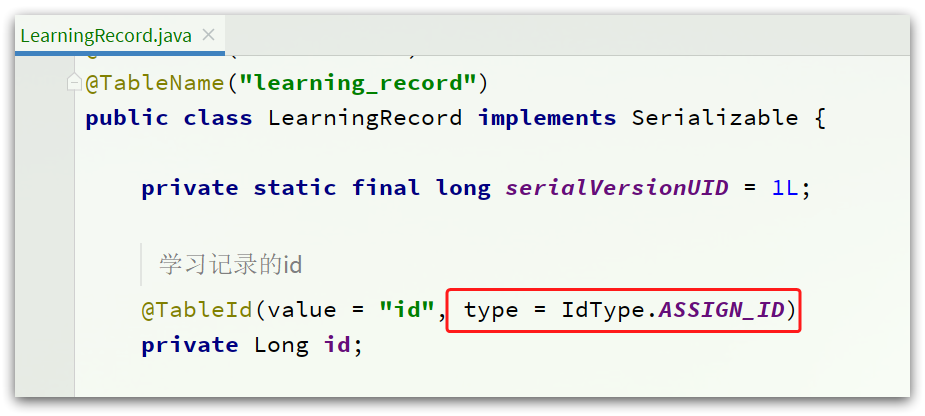 LearningRecord.java
@TableName("learning_record")
public class LearningRecord implements Serializable {
private static final long serialVersionUID = 1L;
学习记录的id
@TableId(value = "id", type = IdType.ASSIGN_ID)
private Long id;